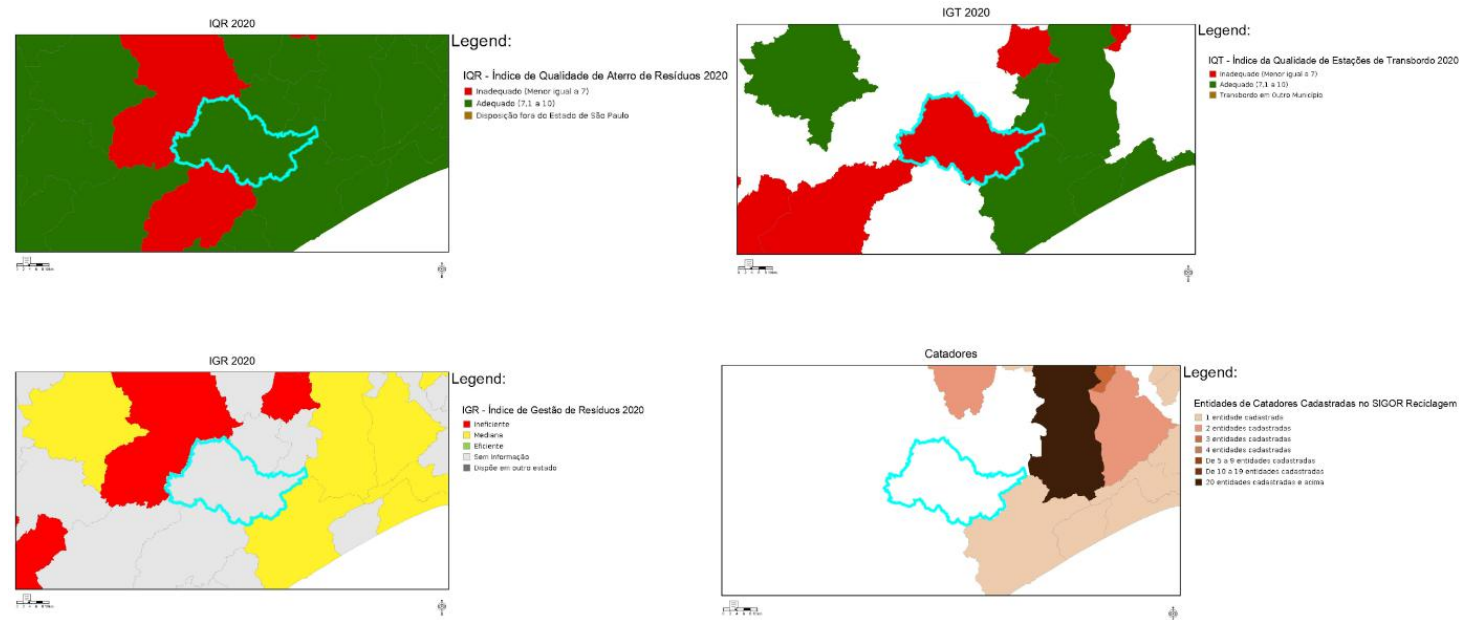 IQR 2020
Legend:
IQR - Índice de Qualidade de Aterro de Resíduos 2020
Inadequado (Menor igual a 7)
Adequado (7,1 a 10)
Disposição fora do Estado de São Paulo
IGT 2020
Legend:
IQT - Índice da Qualidade de Estações de Transbordo 2020
Inadequado (Menor igual a 7)
Adequado (7,1 a 10)
Transbordo em Outro Município
IGR 2020
Legend:
IGR - Índice de Gestão de Resíduos 2020
Ineficiente
Mediana
Eficiente
Sem Informação
Dispõe em outro estado
Catadores
Legend:
Entidades de Catadores Cadastradas no SIGOR Reciclagem
1 entidade cadastrada
2 entidades cadastradas
3 entidades cadastradas
4 entidades cadastradas
De 5 a 9 entidades cadastradas
De 10 a 19 entidades cadastradas
20 entidades cadastradas e acima